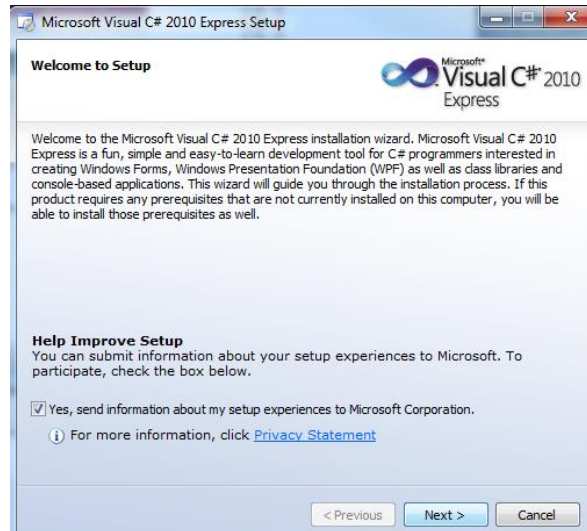 Microsoft Visual C# 2010 Express Setup
Welcome to Setup
Microsoft®
Visual C#® 2010
Express
Welcome to the Microsoft Visual C# 2010 Express installation wizard. Microsoft Visual C# 2010
Express is a fun, simple and easy-to-learn development tool for C# programmers interested in
creating Windows Forms, Windows Presentation Foundation (WPF) as well as class libraries and
console-based applications. This wizard will guide you through the installation process. If this
product requires any prerequisites that are not currently installed on this computer, you will be
able to install those prerequisites as well.
Help Improve Setup
You can submit information about your setup experiences to Microsoft. To
participate, check the box below.
Yes, send information about my setup experiences to Microsoft Corporation.
For more information, click Privacy Statement
< Previous Next > Cancel